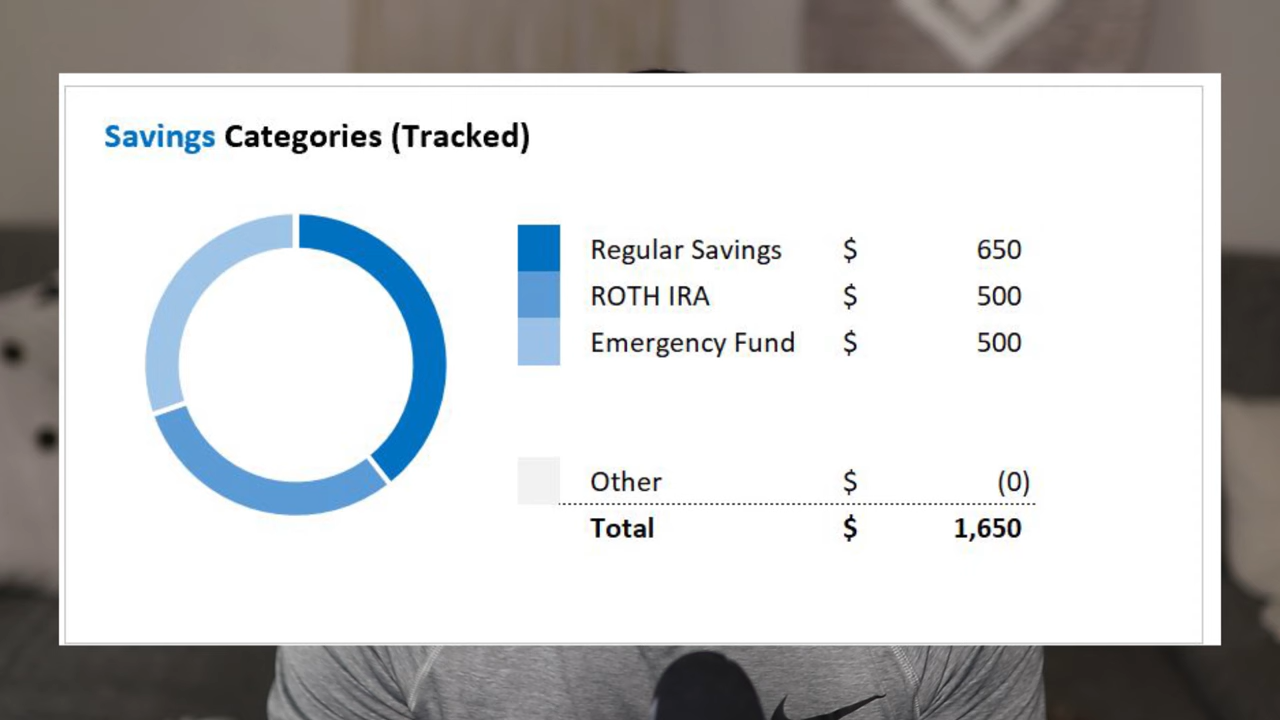 Savings Categories (Tracked)
Regular Savings $ 650
ROTH IRA $ 500
Emergency Fund $ 500
Other $ (0)
Total $ 1,650